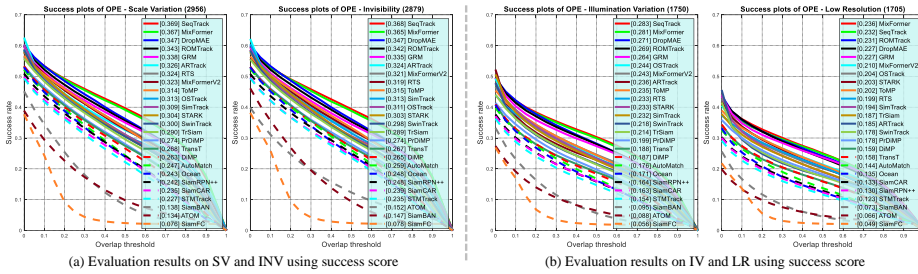 Success plots of OPE - Scale Variation (2956)
[0.369] SeqTrack
[0.367] MixFormer
[0.347] DropMAE
[0.343] ROMTrack
[0.338] GRM
[0.326] ARTrack
[0.324] RTS
[0.323] MixFormerV2
[0.314] ToMP
[0.313] OSTrack
[0.309] SimTrack
[0.304] STARK
[0.300] SwinTrack
[0.290] TrSiam
[0.274] PrDiMP
[0.268] TransT
[0.263] DiMP
[0.247] AutoMatch
[0.243] Ocean
[0.242] SiamRPN++
[0.235] SiamCAR
[0.227] STMTrack
[0.138] SiamBAN
[0.134] ATOM
[0.076] SiamFC
Success rate
Overlap threshold
Success plots of OPE - Invisibility (2879)
[0.368] SeqTrack
[0.365] MixFormer
[0.347] DropMAE
[0.342] ROMTrack
[0.335] GRM
[0.324] ARTrack
[0.321] MixFormerV2
[0.319] RTS
[0.315] ToMP
[0.313] SimTrack
[0.311] OSTrack
[0.303] STARK
[0.298] SwinTrack
[0.289] TrSiam
[0.274] PrDiMP
[0.267] TransT
[0.265] DiMP
[0.250] AutoMatch
[0.248] Ocean
[0.248] SiamRPN++
[0.239] SiamCAR
[0.235] STMTrack
[0.152] ATOM
[0.147] SiamBAN
[0.078] SiamFC
Overlap threshold
Success plots of OPE - Illumination Variation (1750)
[0.283] SeqTrack
[0.281] MixFormer
[0.271] DropMAE
[0.269] ROMTrack
[0.264] GRM
[0.244] OSTrack
[0.243] MixFormerV2
[0.236] ARTrack
[0.235] ToMP
[0.233] RTS
[0.233] STARK
[0.232] SimTrack
[0.218] SwinTrack
[0.214] TrSiam
[0.199] PrDiMP
[0.188] TransT
[0.187] DiMP
[0.176] AutoMatch
[0.171] Ocean
[0.164] SiamRPN++
[0.163] SiamCAR
[0.154] STMTrack
[0.095] SiamBAN
[0.088] ATOM
[0.056] SiamFC
Success rate
Overlap threshold
Success plots of OPE - Low Resolution (1705)
[0.236] MixFormer
[0.232] SeqTrack
[0.231] ROMTrack
[0.227] DropMAE
[0.227] GRM
[0.210] MixFormerV2
[0.204] OSTrack
[0.203] STARK
[0.202] ToMP
[0.199] RTS
[0.194] SimTrack
[0.187] TrSiam
[0.185] ARTrack
[0.178] SwinTrack
[0.178] PrDiMP
[0.159] DiMP
[0.158] TransT
[0.144] AutoMatch
[0.135] Ocean
[0.133] SiamCAR
[0.130] SiamRPN++
[0.123] STMTrack
[0.073] SiamBAN
[0.066] ATOM
[0.049] SiamFC
Overlap threshold
(a) Evaluation results on SV and INV using success score
(b) Evaluation results on IV and LR using success score